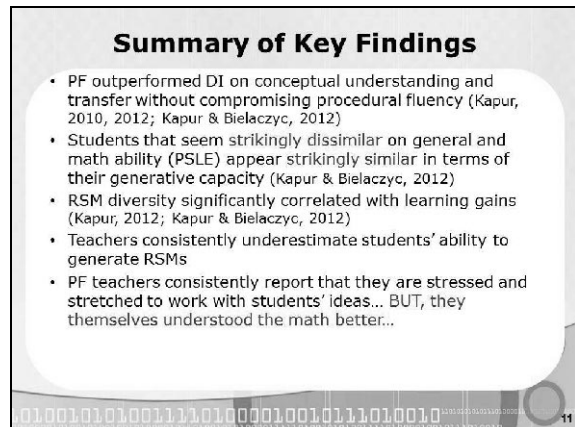 Summary of Key Findings
• PF outperformed DI on conceptual understanding and
transfer without compromising procedural fluency (Kapur,
2010, 2012; Kapur & Bielaczyc, 2012)
• Students that seem strikingly dissimilar on general and
math ability (PSLE) appear strikingly similar in terms of
their generative capacity (Kapur & Bielaczyc, 2012)
• RSM diversity significantly correlated with learning gains
(Kapur, 2012; Kapur & Bielaczyc, 2012)
• Teachers consistently underestimate students' ability to
generate RSMs
• PF teachers consistently report that they are stressed and
stretched to work with students' ideas... BUT, they
themselves understood the math better...
01001010100111101000010010111010010
11